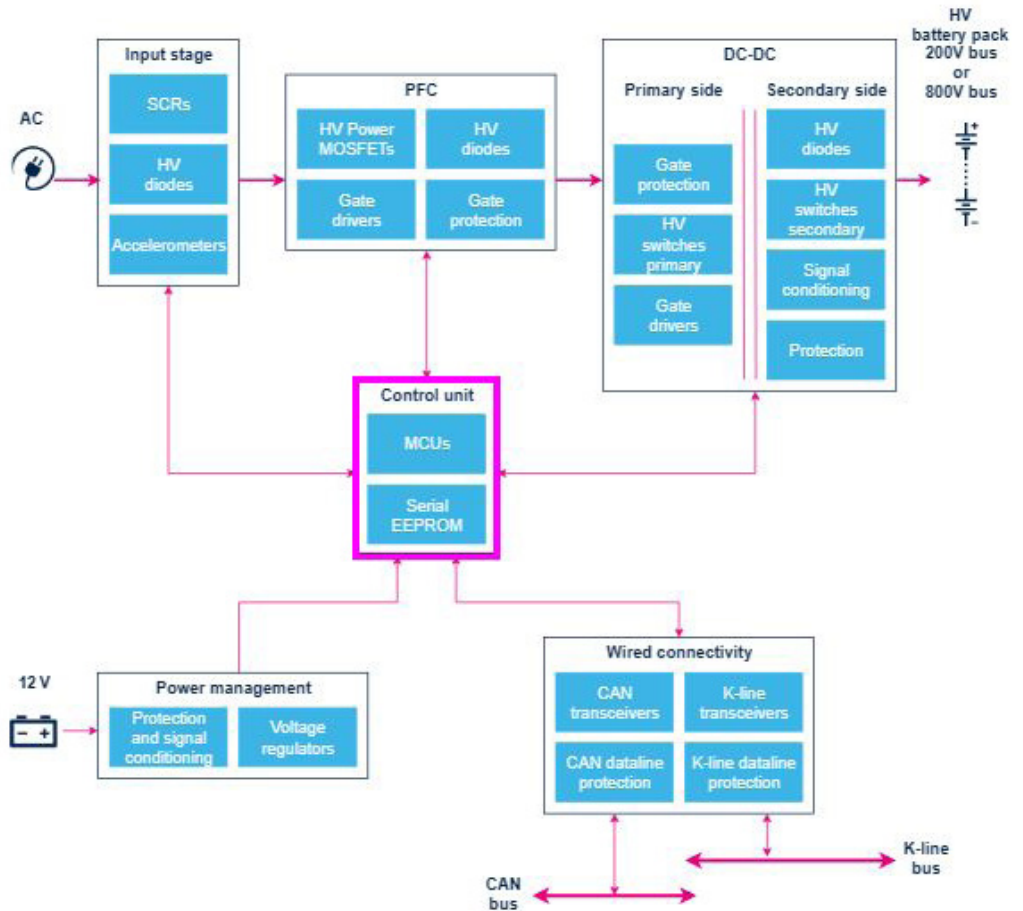 HV
battery pack
200V bus
or
800V bus
Input stage
SCRs
HV
diodes
Accelerometers
AC
PFC
HV Power
MOSFETs
HV
diodes
Gate
drivers
Gate
protection
DC-DC
Primary side
Secondary side
Gate
protection
HV
switches
primary
Gate
drivers
HV
diodes
HV
switches
secondary
Signal
conditioning
Protection
Control unit
MCUs
Serial
EEPROM
12 V
Power management
Protection
and signal
conditioning
Voltage
regulators
Wired connectivity
CAN
transceivers
K-line
transceivers
CAN dataline
protection
K-line dataline
protection
K-line
bus
CAN
bus